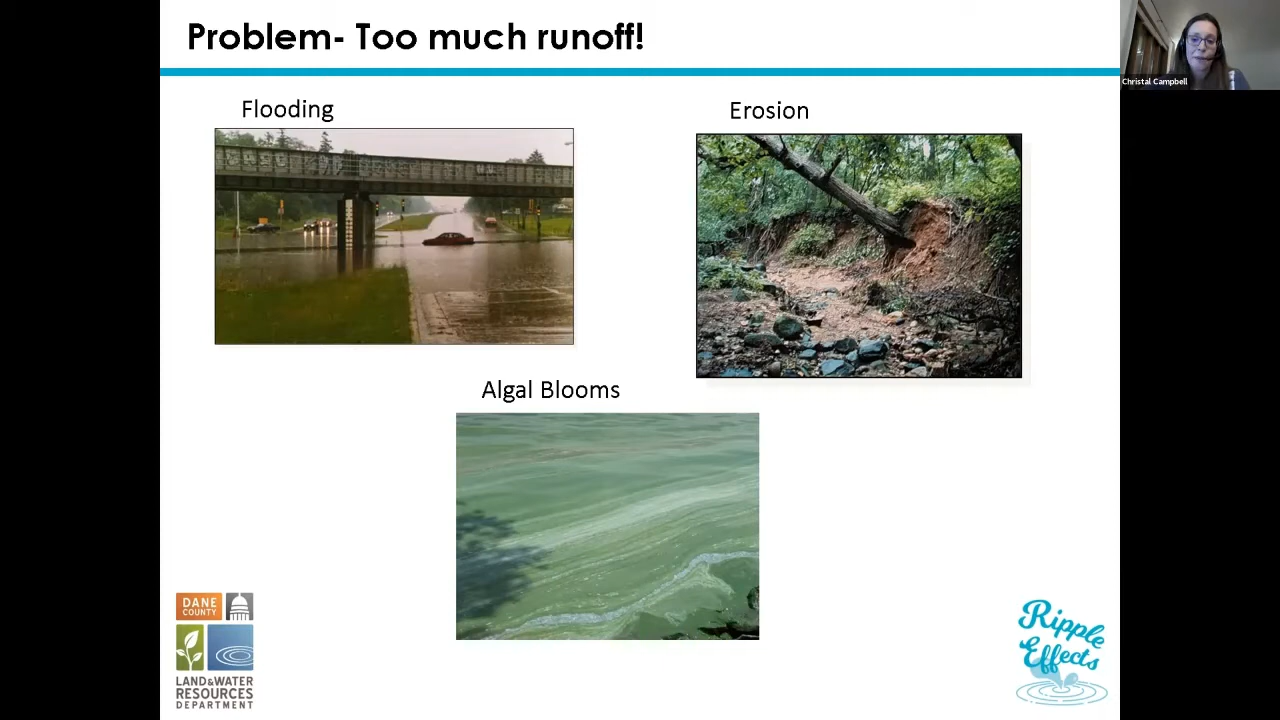 Problem- Too much runoff!
Christal Campbell
Flooding
Erosion
Algal Blooms
DANE
COUNTY
LAND&WATER
RESOURCES
DEPARTMENT
Ripple
Effects